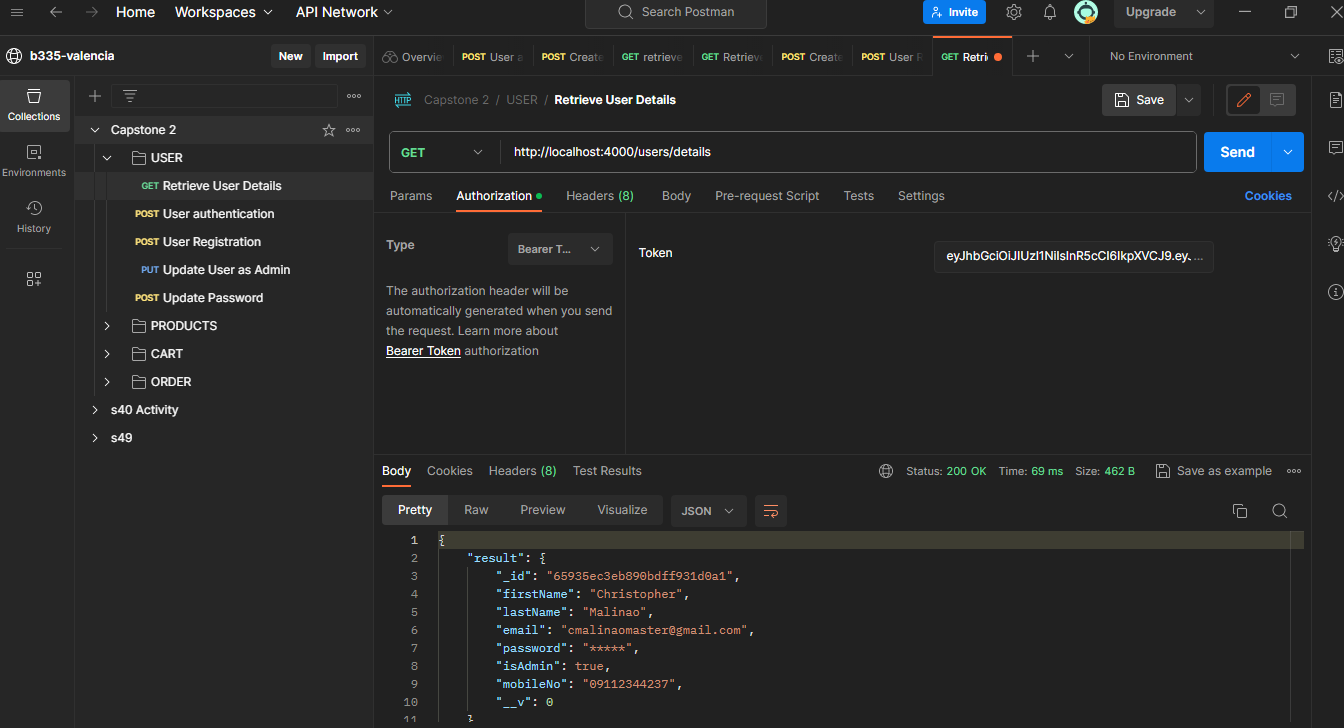 Home Workspaces API Network Search Postman Invite Upgrade
b335-valencia New Import
Overvie POST User a POST Create GET retrieve GET Retrieve POST Create POST User R GET Retri No Environment
Collections
Environments
History
Capstone 2
USER
GET Retrieve User Details
POST User authentication
POST User Registration
PUT Update User as Admin
POST Update Password
PRODUCTS
CART
ORDER
s40 Activity
s49
HTTP Capstone 2 / USER / Retrieve User Details Save
GET http://localhost:4000/users/details Send
Params Authorization Headers (8) Body Pre-request Script Tests Settings Cookies
Type Bearer T...
The authorization header will be
automatically generated when you send
the request. Learn more about
Bearer Token authorization
Token eyJhbGciOiJIUzI1NiIsInR5cCI6IkpXVCJ9.eyJ...
Body Cookies Headers (8) Test Results Status: 200 OK Time: 69 ms Size: 462 B Save as example
Pretty Raw Preview Visualize JSON
1 {
2 "result": {
3 "_id": "65935ec3eb890bdff931d0a1",
4 "firstName": "Christopher",
5 "lastName": "Malinao",
6 "email": "cmalinaomaster@gmail.com",
7 "password": "*****",
8 "isAdmin": true,
9 "mobileNo": "09112344237",
10 "__v": 0
11 }